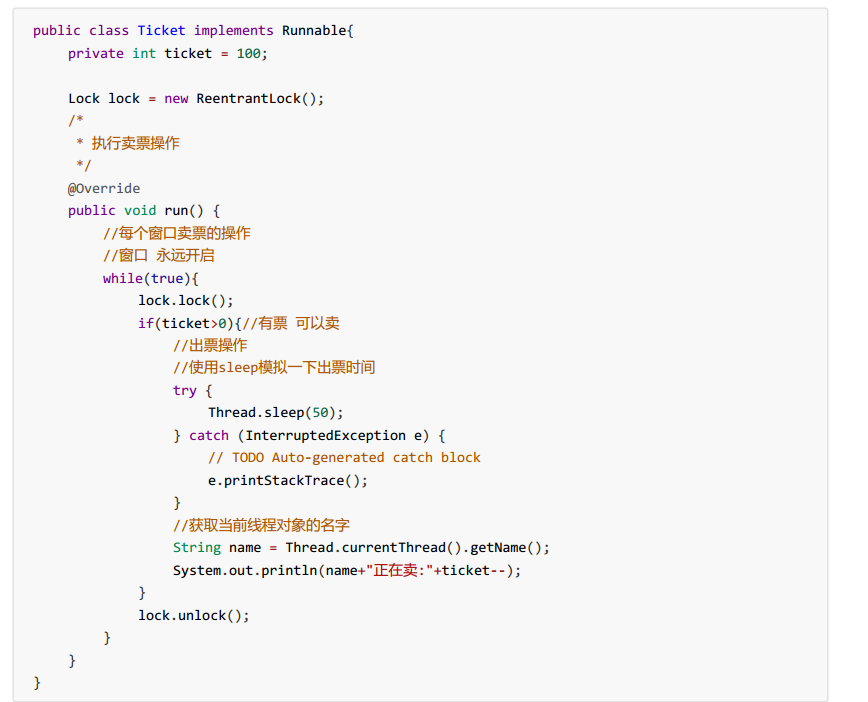 public class Ticket implements Runnable{
    private int ticket = 100;

    Lock lock = new ReentrantLock();
    /*
     * 执行卖票操作
     */
    @Override
    public void run() {
        //每个窗口卖票的操作
        //窗口 永远开启
        while(true){
            lock.lock();
            if(ticket>0){//有票 可以卖
                //出票操作
                //使用sleep模拟一下出票时间
                try {
                    Thread.sleep(50);
                } catch (InterruptedException e) {
                    // TODO Auto-generated catch block
                    e.printStackTrace();
                }
                //获取当前线程对象的名字
                String name = Thread.currentThread().getName();
                System.out.println(name+"正在卖:"+ticket--);
            }
            lock.unlock();
        }
    }
}